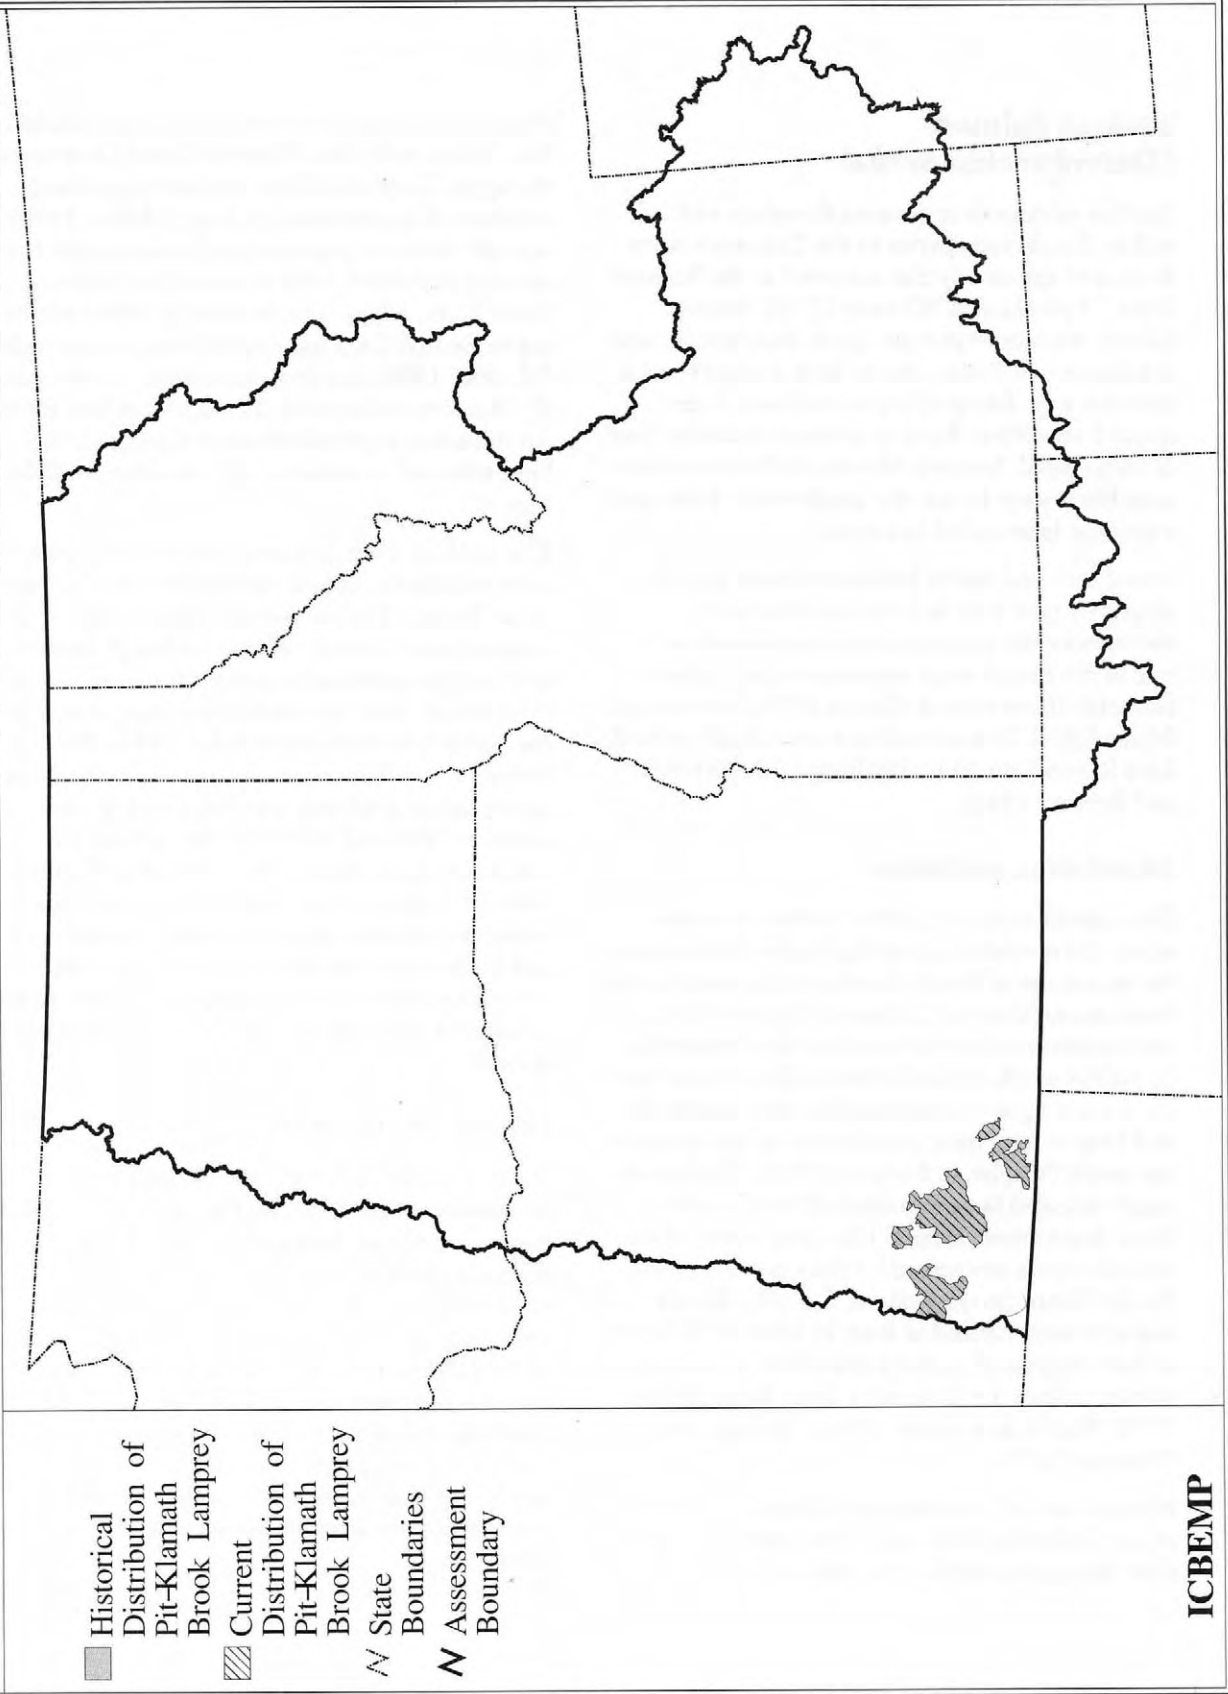 Historical
Distribution of
Pit-Klamath
Brook Lamprey
Current
Distribution of
Pit-Klamath
Brook Lamprey
State
Boundaries
Assessment
Boundary
ICBEMP